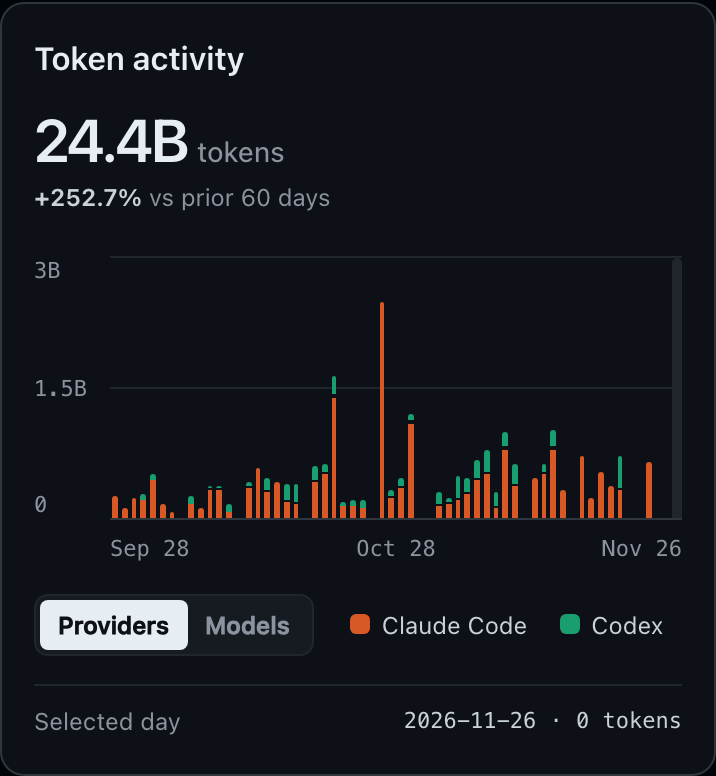 Token activity
24.4B tokens
+252.7% vs prior 60 days
3B
1.5B
0
Sep 28 Oct 28 Nov 26
Providers Models Claude Code Codex
Selected day 2026–11–26 · 0 tokens